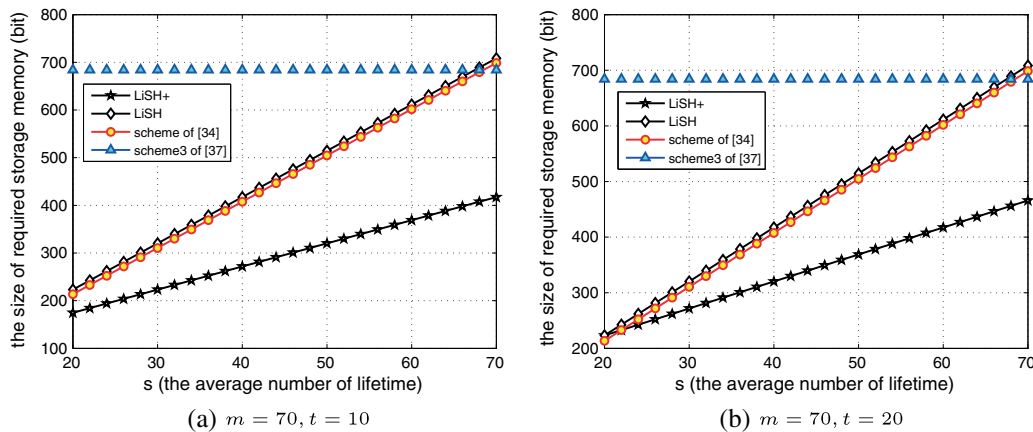 800
700
600
500
400
300
200
100
the size of required storage memory (bit)
LiSH+
LiSH
scheme of [34]
scheme3 of [37]
20 30 40 50 60 70
s (the average number of lifetime)
(a) m = 70, t = 10
800
700
600
500
400
300
200
the size of required storage memory (bit)
LiSH+
LiSH
scheme of [34]
scheme3 of [37]
20 30 40 50 60 70
s (the average number of lifetime)
(b) m = 70, t = 20